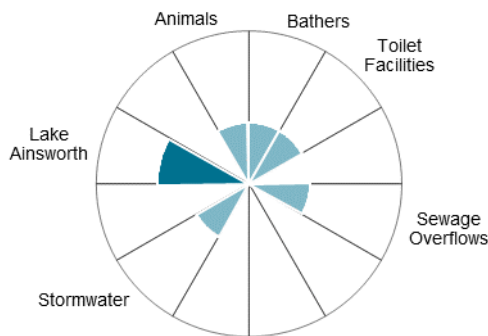 Animals
Bathers
Toilet
Facilities
Lake
Ainsworth
Sewage
Overflows
Stormwater